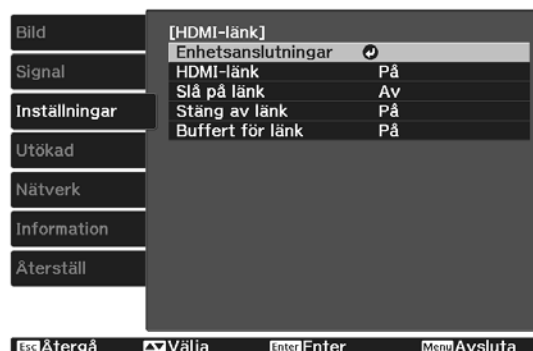 Bild
Signal
Inställningar
Utökad
Nätverk
Information
Återställ
[HDMI-länk]
Enhetsanslutningar
HDMI-länk På
Slå på länk Av
Stäng av länk På
Buffert för länk På
Esc Återgå Välja Enter Enter Menu Avsluta